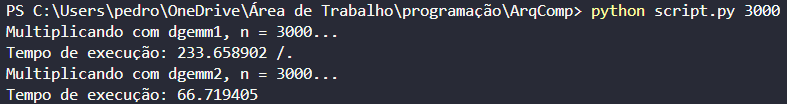 PS C:\Users\pedro\OneDrive\Área de Trabalho\programação\ArqComp> python script.py 3000
Multiplicando com dgemm1, n = 3000...
Tempo de execução: 233.658902 /.
Multiplicando com dgemm2, n = 3000...
Tempo de execução: 66.719405